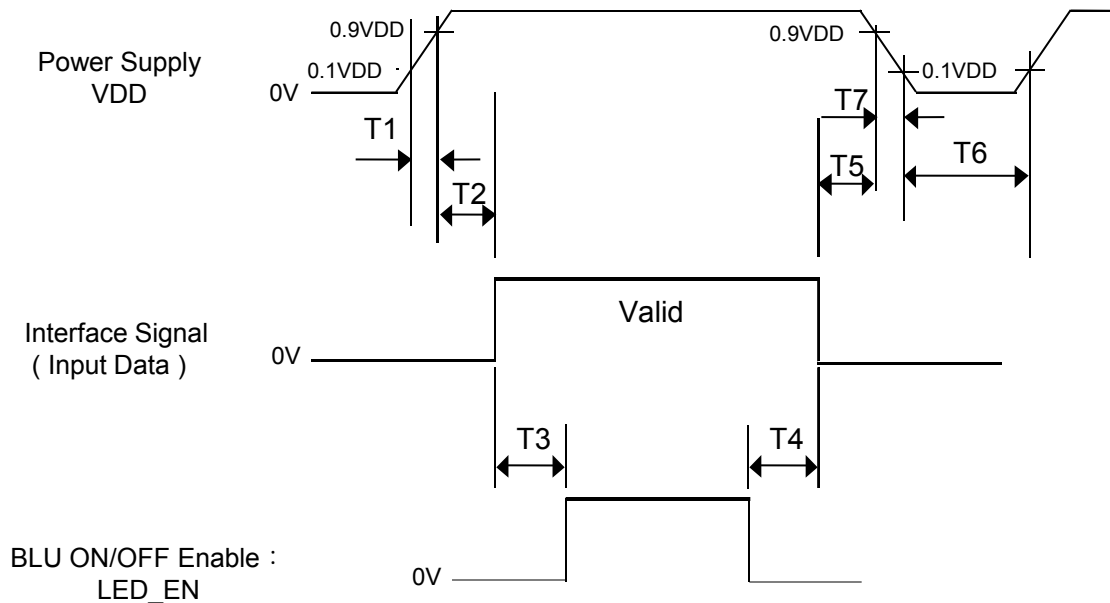 0.9VDD
0.9VDD
Power Supply
VDD
0.1VDD
0.1VDD
0V
T1
T7
T2
T5
T6
Valid
Interface Signal
( Input Data )
0V
T3
T4
BLU ON/OFF Enable：
LED_EN
0V